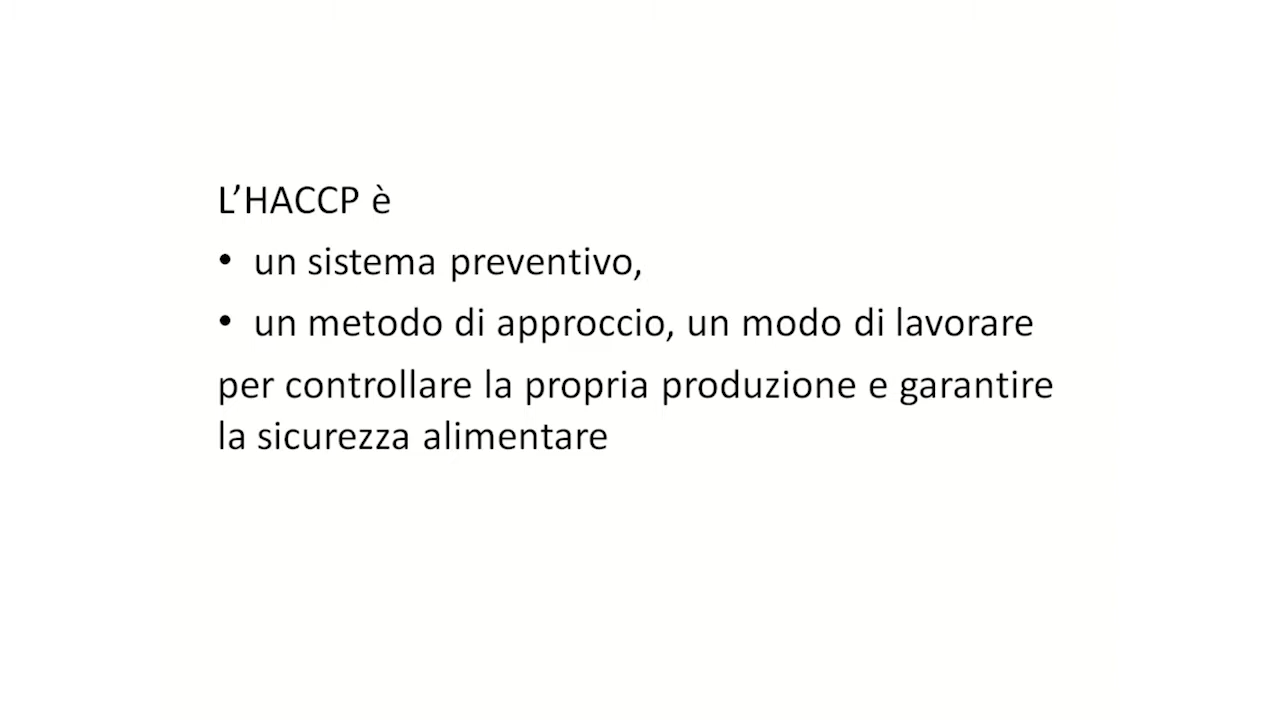 L’HACCP è
• un sistema preventivo,
• un metodo di approccio, un modo di lavorare
per controllare la propria produzione e garantire
la sicurezza alimentare